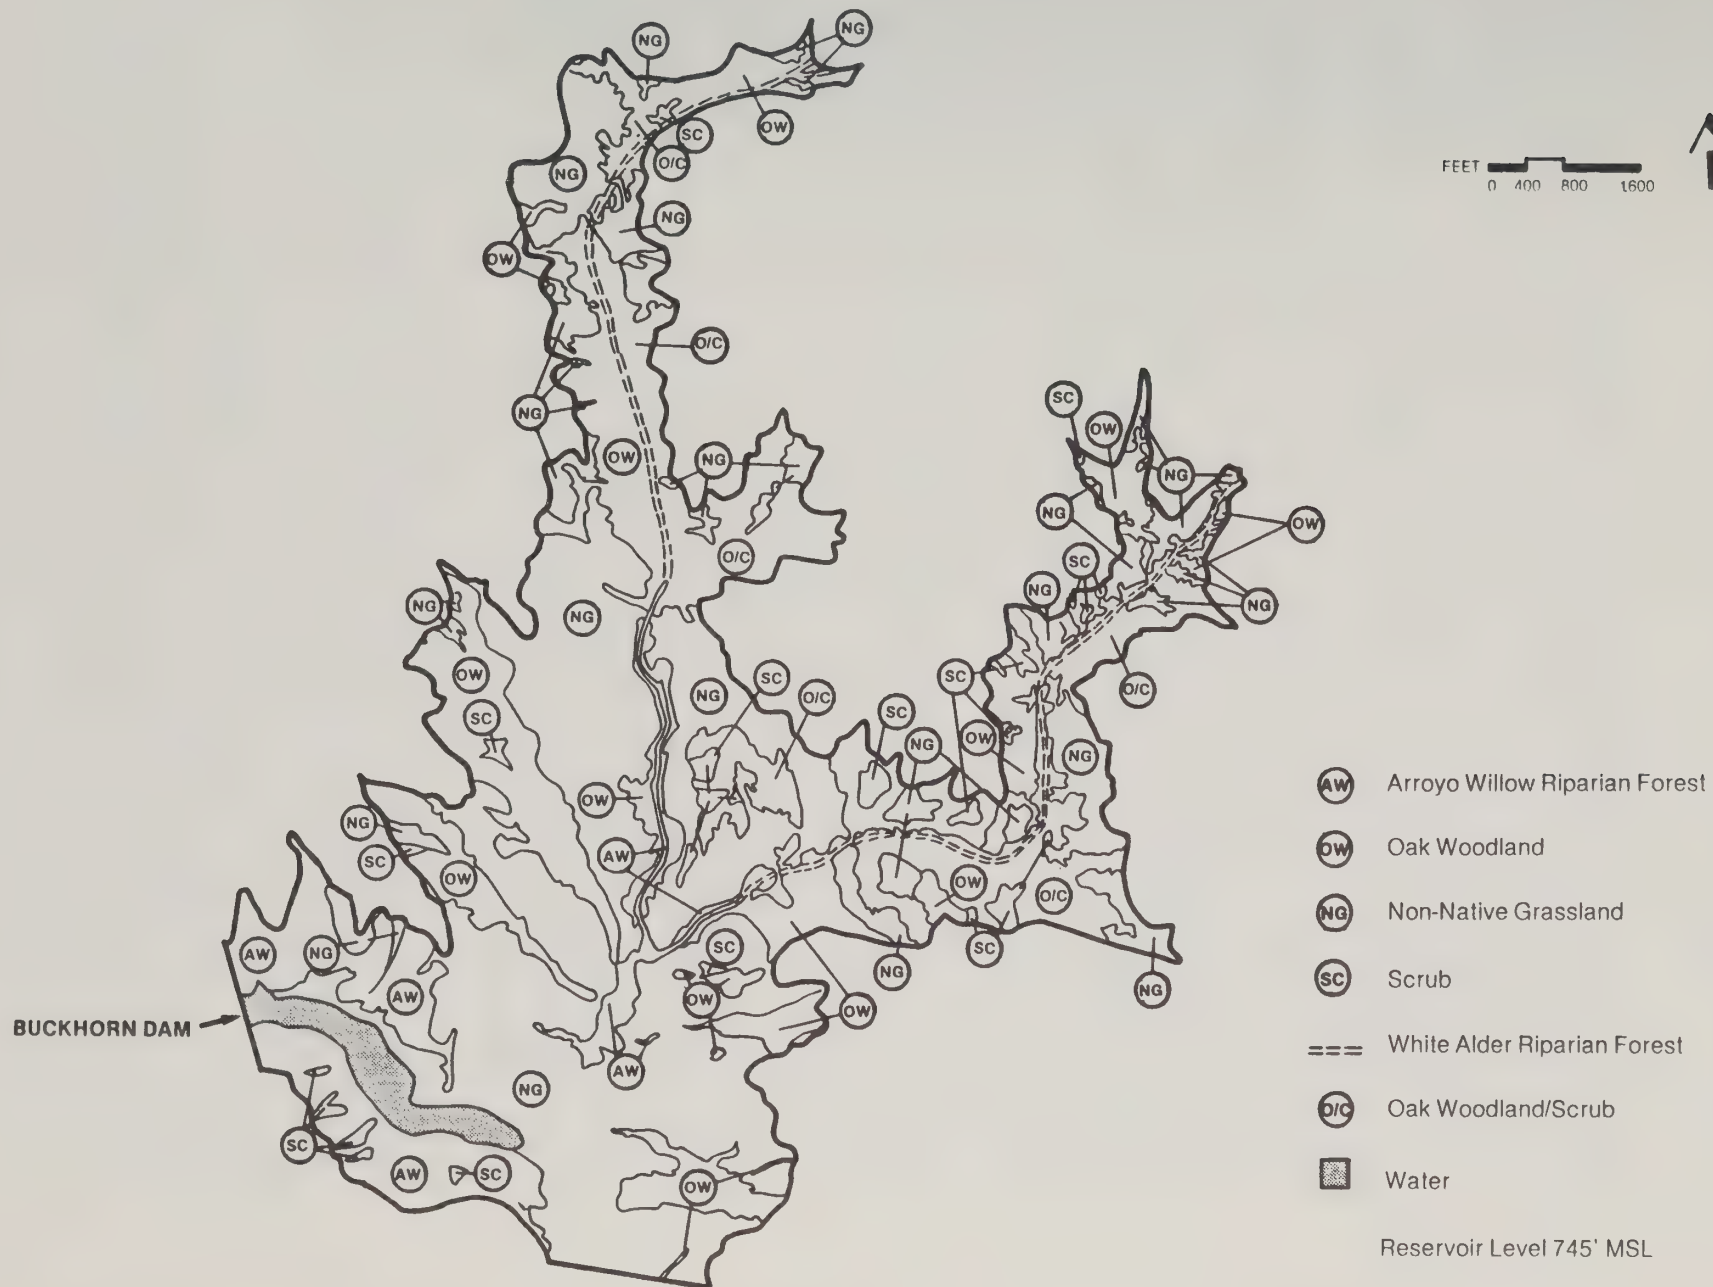 NG
NG
OW
SC
O/C
NG
NG
OW
O/C
NG
OW
NG
O/C
NG
NG
OW
SC
NG
SC
O/C
OW
AW
NG
SC
OW
AW
NG
AW
BUCKHORN DAM
SC
AW
SC
NG
AW
OW
SC
OW
OW
SC
OW
NG
NG
OW
SC
NG
NG
O/C
SC
OW
NG
SC
NG
OW
O/C
NG
SC
NG
FEET
0 400 800 1600
AW Arroyo Willow Riparian Forest
OW Oak Woodland
NG Non-Native Grassland
SC Scrub
White Alder Riparian Forest
O/C Oak Woodland/Scrub
Water
Reservoir Level 745' MSL